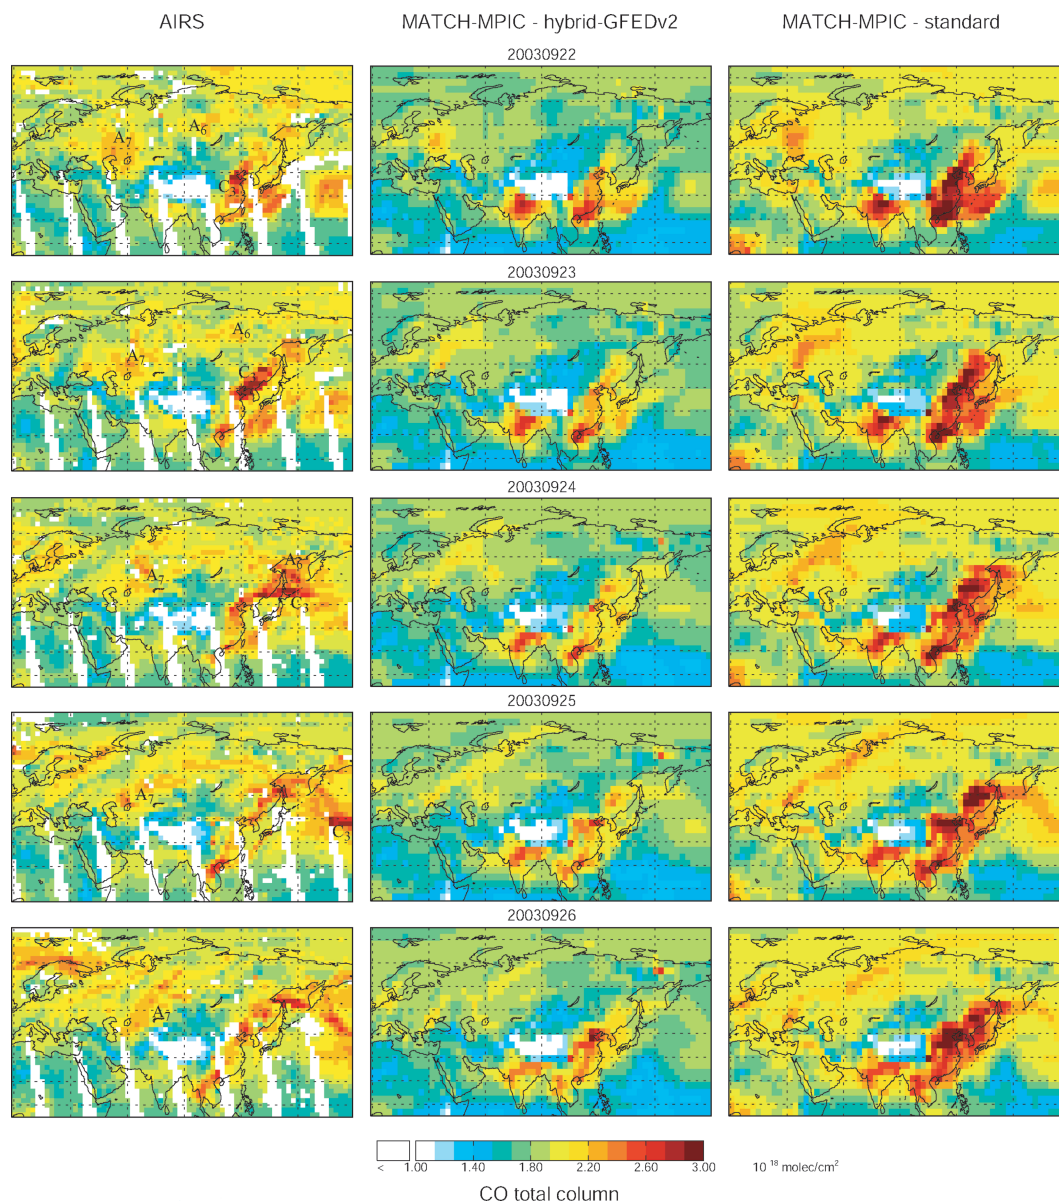 AIRS
MATCH-MPIC - hybrid-GFEDv2
MATCH-MPIC - standard
20030922
A7
A6
C
20030923
A6
A7
C
20030924
A6
A7
C
20030925
A7
A
C
20030926
A7
A
< 1.00 1.40 1.80 2.20 2.60 3.00
10 18 molec/cm2
CO total column